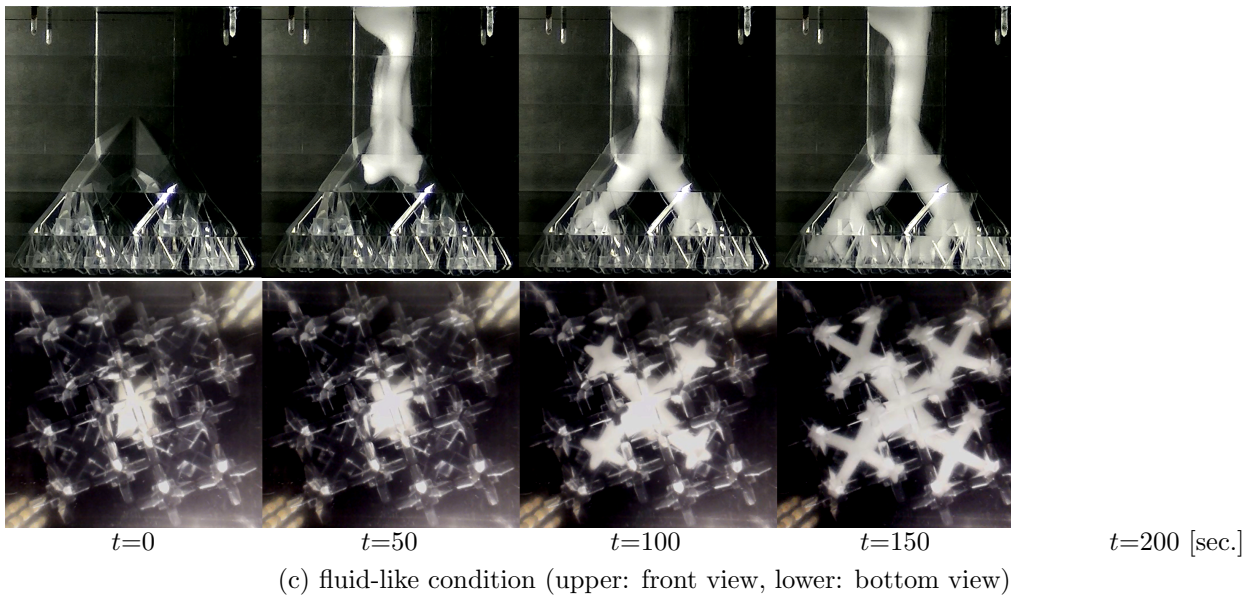 t=0 t=50 t=100 t=150 t=200 [sec.]
(c) fluid-like condition (upper: front view, lower: bottom view)